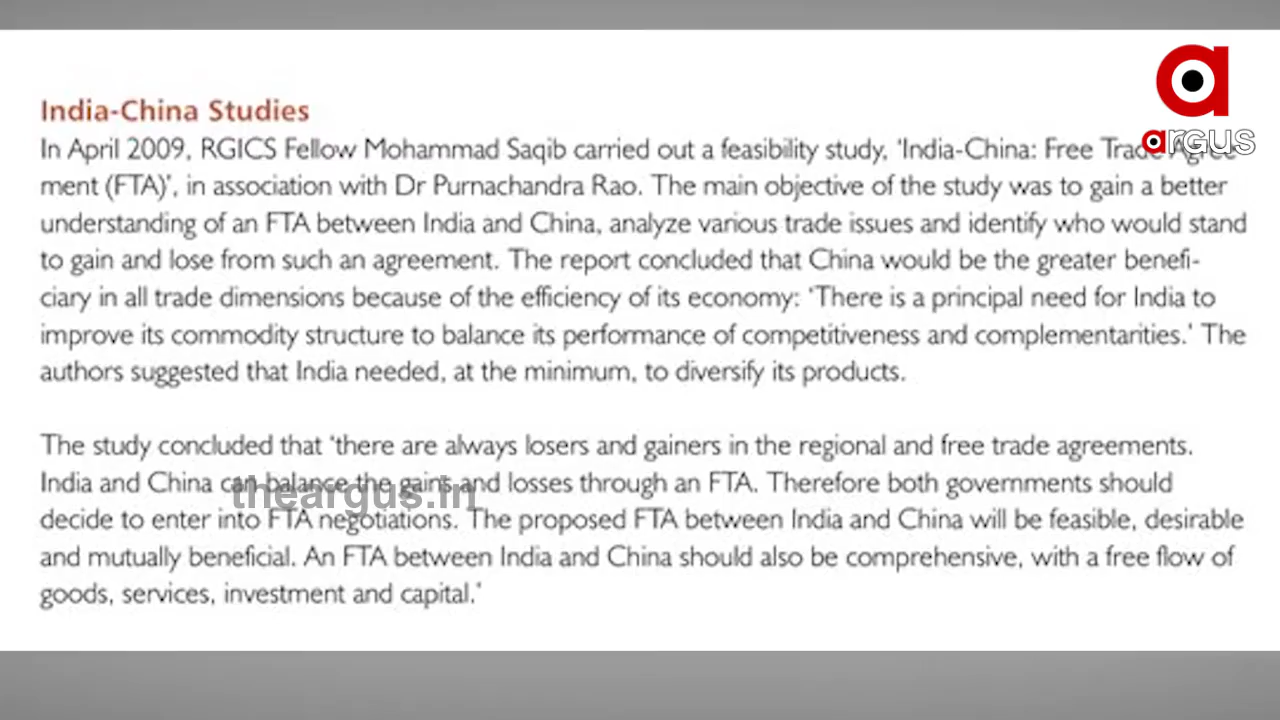 a
argus
India-China Studies
In April 2009, RGICS Fellow Mohammad Saqib carried out a feasibility study, ‘India-China: Free Trade Agree-
ment (FTA)’, in association with Dr Purnachandra Rao. The main objective of the study was to gain a better
understanding of an FTA between India and China, analyze various trade issues and identify who would stand
to gain and lose from such an agreement. The report concluded that China would be the greater benefi-
ciary in all trade dimensions because of the efficiency of its economy: ‘There is a principal need for India to
improve its commodity structure to balance its performance of competitiveness and complementarities.’ The
authors suggested that India needed, at the minimum, to diversify its products.
The study concluded that ‘there are always losers and gainers in the regional and free trade agreements.
India and China can balance the gains and losses through an FTA. Therefore both governments should
theargus.in
decide to enter into FTA negotiations. The proposed FTA between India and China will be feasible, desirable
and mutually beneficial. An FTA between India and China should also be comprehensive, with a free flow of
goods, services, investment and capital.’